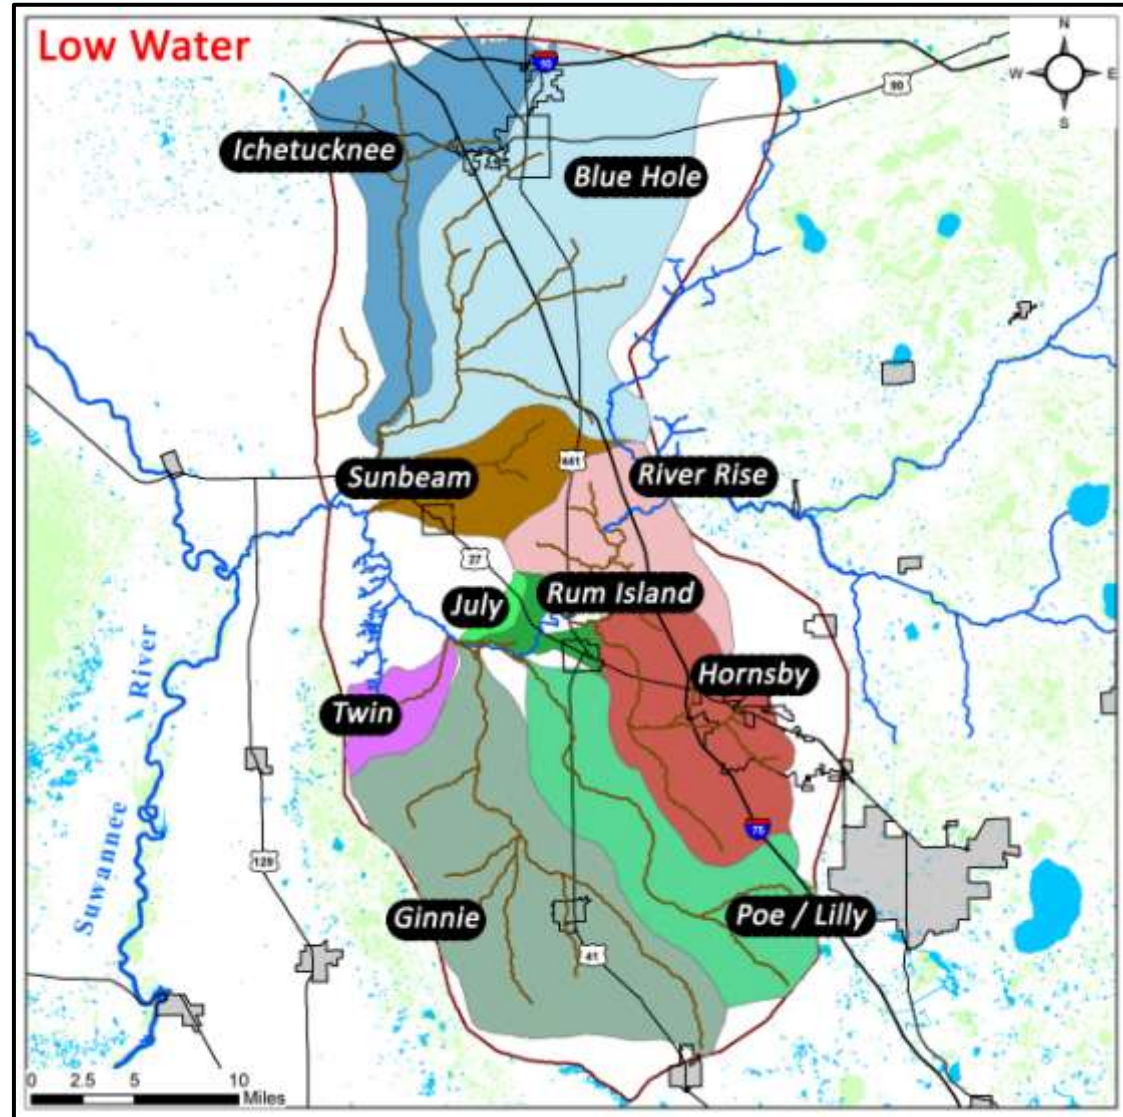 Low Water
N
W E
S
10
90
Ichetucknee
Blue Hole
441
Sunbeam
River Rise
27
July
Rum Island
Hornsby
Twin
75
129
Suwannee River
Ginnie
Poe / Lilly
41
0 2.5 5 10
Miles